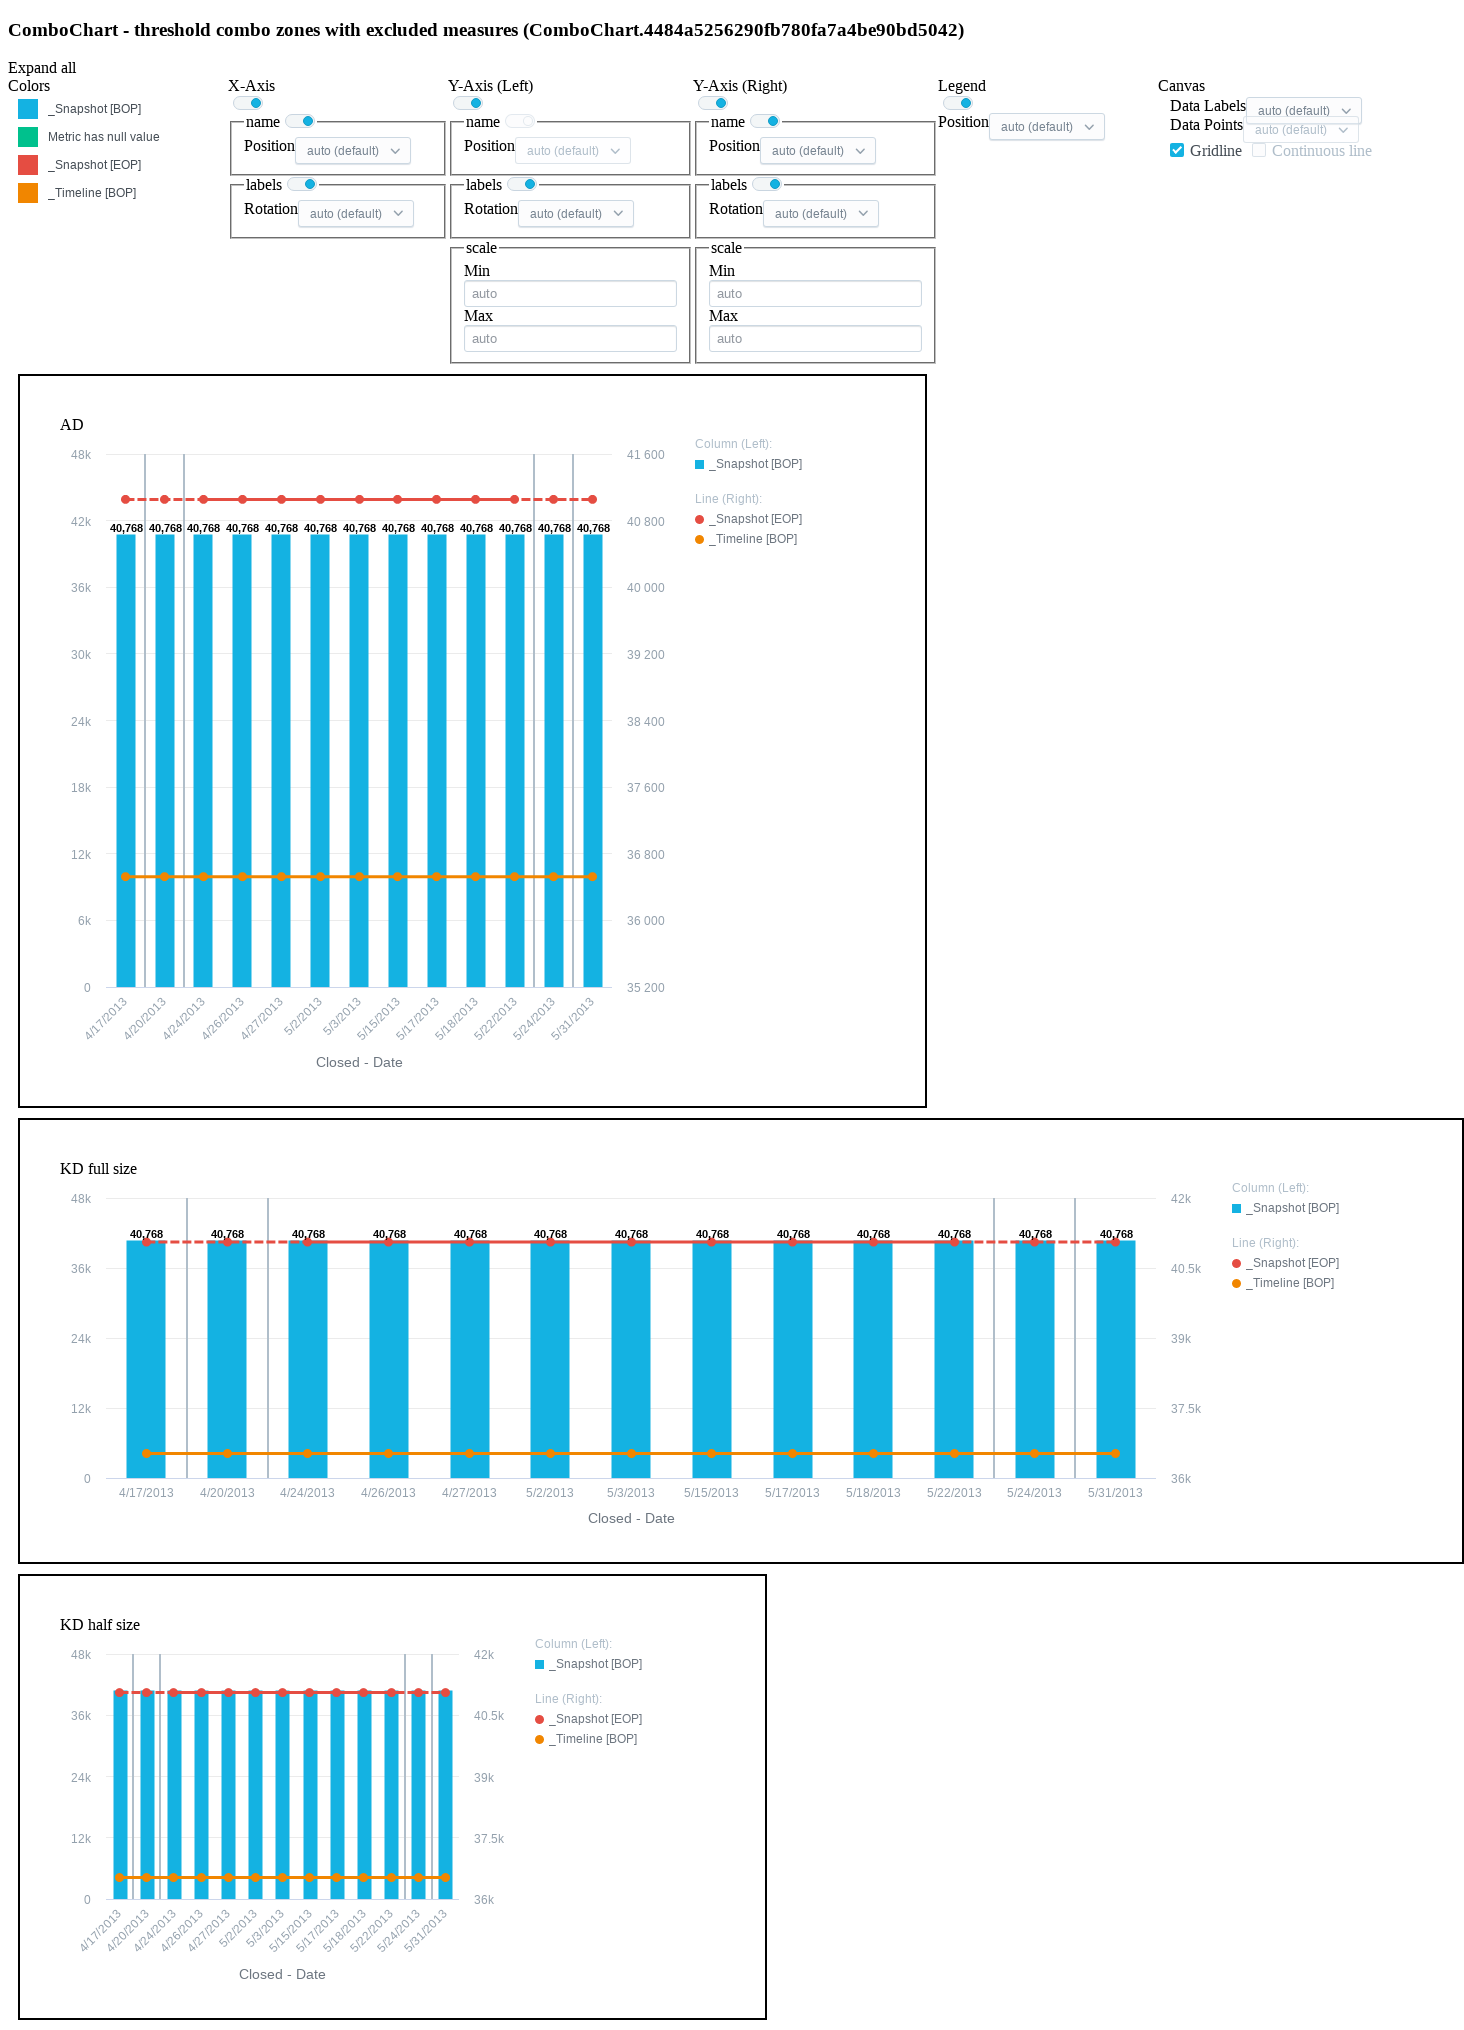 ComboChart - threshold combo zones with excluded measures (ComboChart.4484a5256290fb780fa7a4be90bd5042)
Expand all
Colors
_Snapshot [BOP]
Metric has null value
_Snapshot [EOP]
_Timeline [BOP]
X-Axis
name
Position auto (default)
labels
Rotation auto (default)
Y-Axis (Left)
name
Position auto (default)
labels
Rotation auto (default)
scale
Min
auto
Max
auto
Y-Axis (Right)
name
Position auto (default)
labels
Rotation auto (default)
scale
Min
auto
Max
auto
Legend
Position auto (default)
Canvas
Data Labels auto (default)
Data Points auto (default)
Gridline Continuous line
AD
48k
42k
36k
30k
24k
18k
12k
6k
0
40,768 40,768 40,768 40,768 40,768 40,768 40,768 40,768 40,768 40,768 40,768 40,768 40,768
41 600
40 800
40 000
39 200
38 400
37 600
36 800
36 000
35 200
4/17/2013 4/20/2013 4/24/2013 4/26/2013 4/27/2013 5/2/2013 5/3/2013 5/15/2013 5/17/2013 5/18/2013 5/22/2013 5/24/2013 5/31/2013
Closed - Date
Column (Left):
_Snapshot [BOP]
Line (Right):
_Snapshot [EOP]
_Timeline [BOP]
KD full size
48k
36k
24k
12k
0
40,768 40,768 40,768 40,768 40,768 40,768 40,768 40,768 40,768 40,768 40,768 40,768 40,768
42k
40.5k
39k
37.5k
36k
4/17/2013 4/20/2013 4/24/2013 4/26/2013 4/27/2013 5/2/2013 5/3/2013 5/15/2013 5/17/2013 5/18/2013 5/22/2013 5/24/2013 5/31/2013
Closed - Date
Column (Left):
_Snapshot [BOP]
Line (Right):
_Snapshot [EOP]
_Timeline [BOP]
KD half size
48k
36k
24k
12k
0
42k
40.5k
39k
37.5k
36k
4/17/2013 4/20/2013 4/24/2013 4/26/2013 4/27/2013 5/2/2013 5/3/2013 5/15/2013 5/17/2013 5/18/2013 5/22/2013 5/24/2013 5/31/2013
Closed - Date
Column (Left):
_Snapshot [BOP]
Line (Right):
_Snapshot [EOP]
_Timeline [BOP]